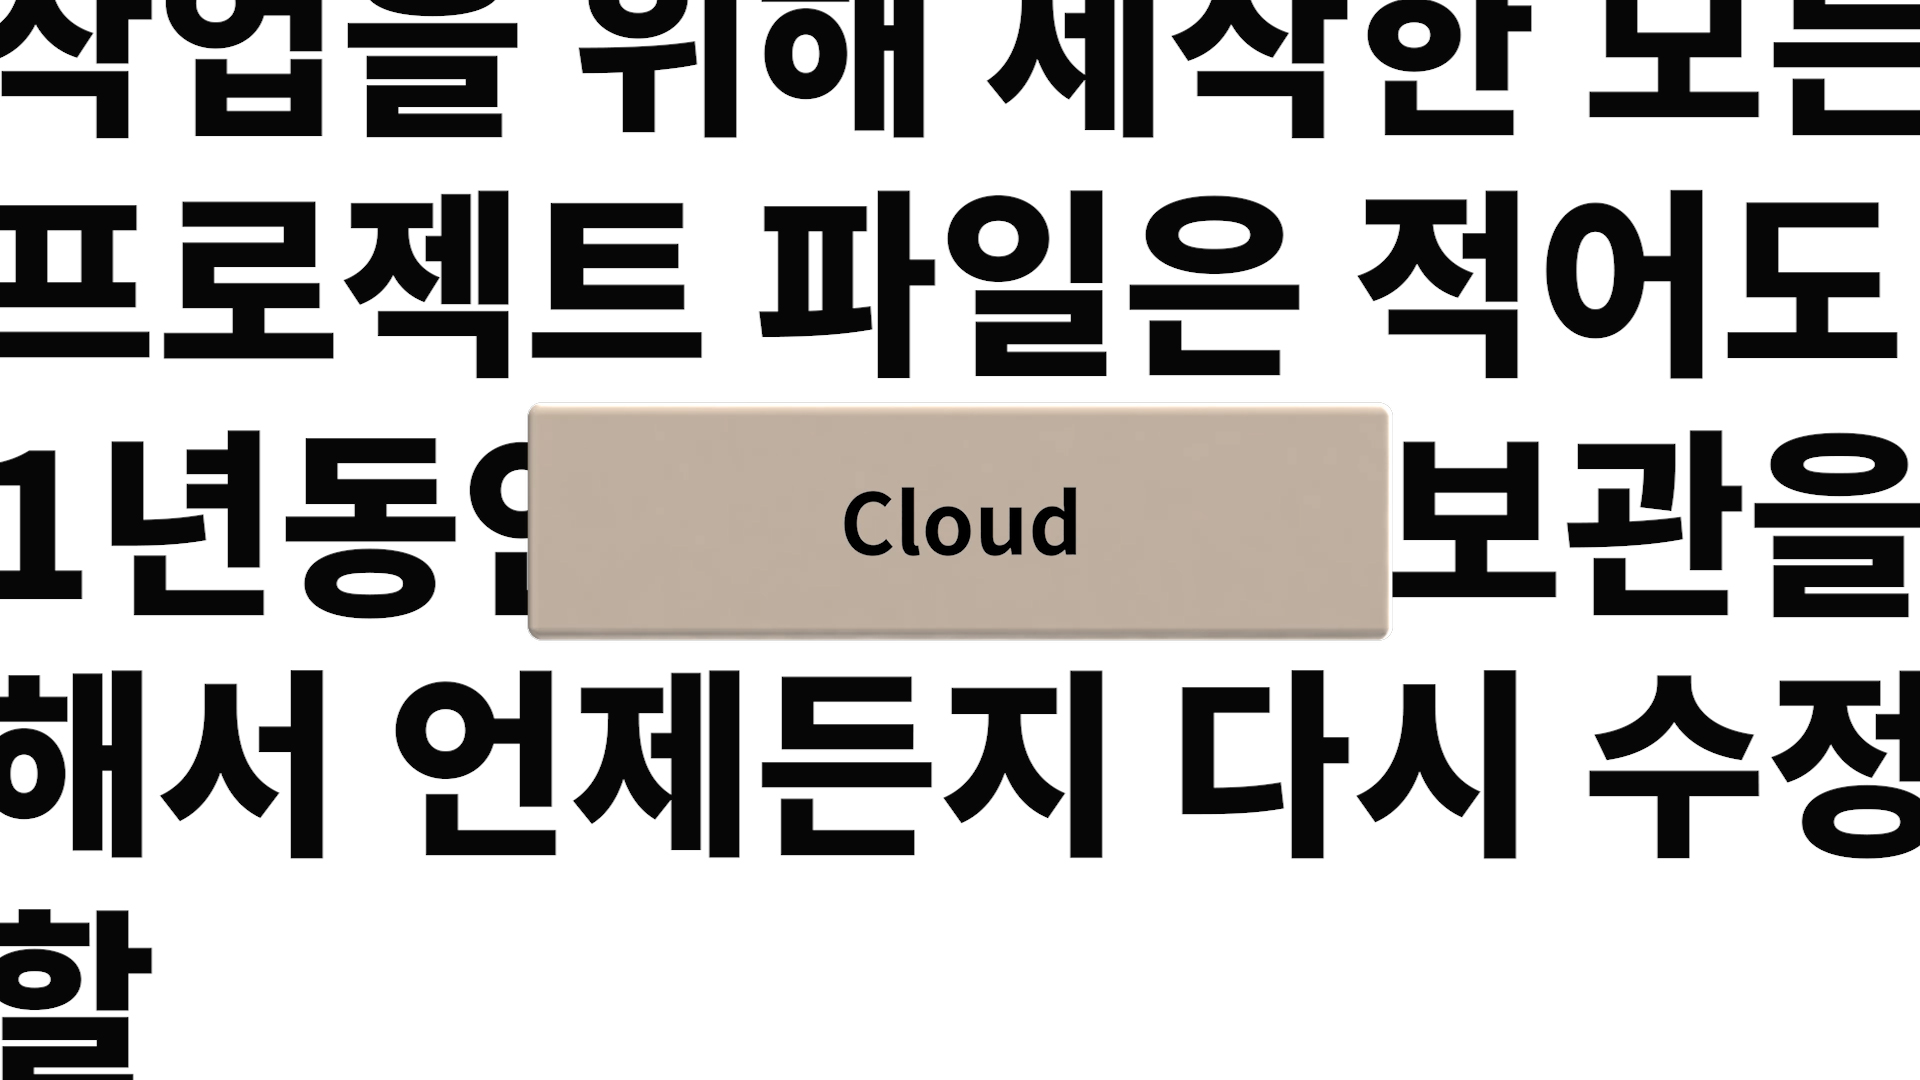 작업을 위해 제작한 모든
프로젝트 파일은 적어도
1년동안 보관을
Cloud
해서 언제든지 다시 수정
할